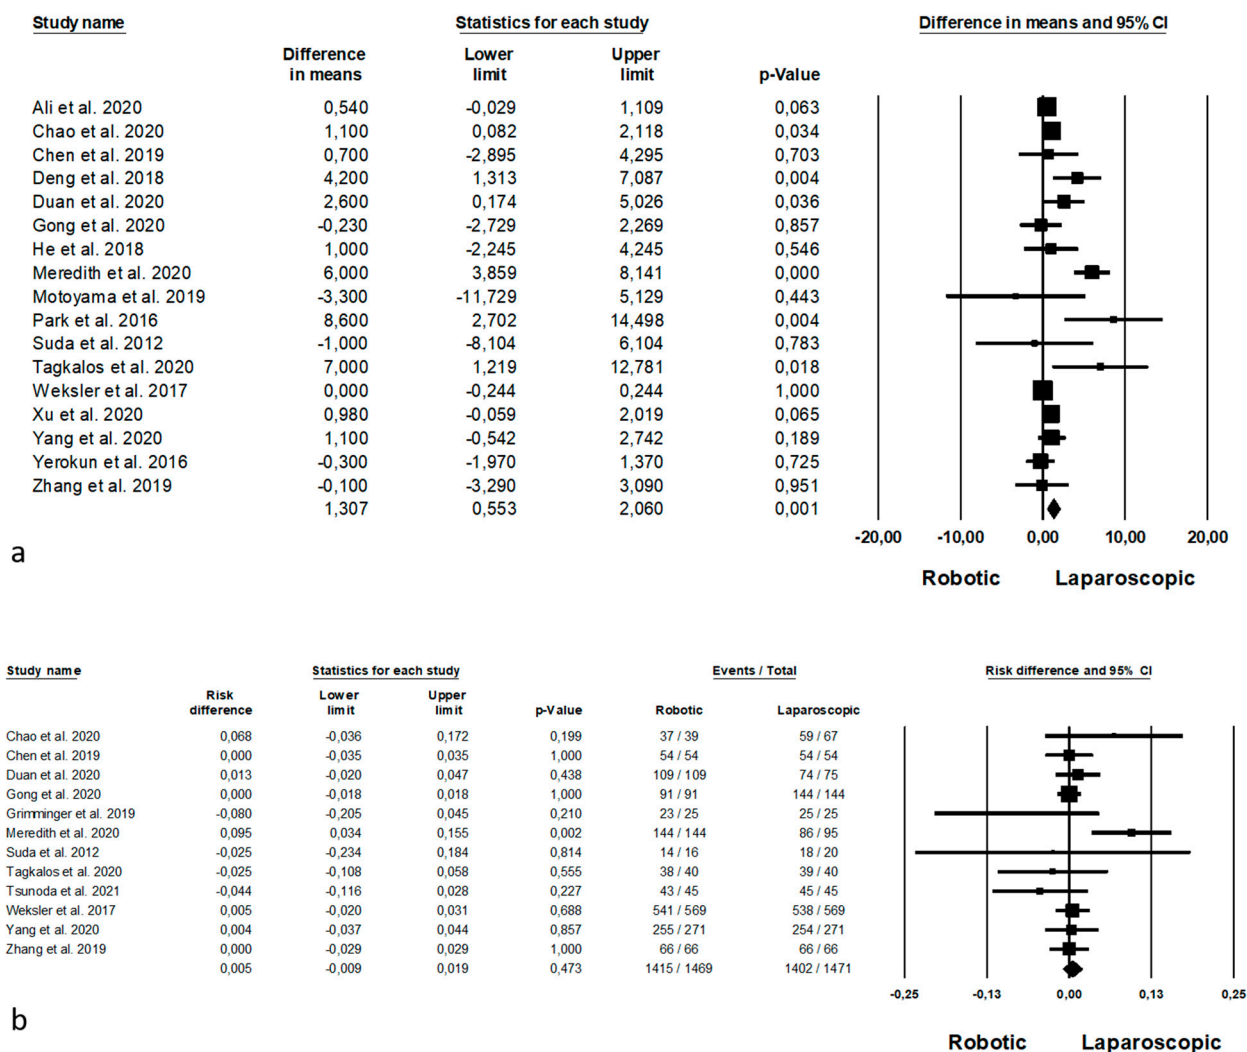 Study name Statistics for each study Difference in means and 95% CI
Difference in means Lower limit Upper limit p-Value
Ali et al. 2020 0,540 -0,029 1,109 0,063
Chao et al. 2020 1,100 0,082 2,118 0,034
Chen et al. 2019 0,700 -2,895 4,295 0,703
Deng et al. 2018 4,200 1,313 7,087 0,004
Duan et al. 2020 2,600 0,174 5,026 0,036
Gong et al. 2020 -0,230 -2,729 2,269 0,857
He et al. 2018 1,000 -2,245 4,245 0,546
Meredith et al. 2020 6,000 3,859 8,141 0,000
Motoyama et al. 2019 -3,300 -11,729 5,129 0,443
Park et al. 2016 8,600 2,702 14,498 0,004
Suda et al. 2012 -1,000 -8,104 6,104 0,783
Tagkalos et al. 2020 7,000 1,219 12,781 0,018
Weksler et al. 2017 0,000 -0,244 0,244 1,000
Xu et al. 2020 0,980 -0,059 2,019 0,065
Yang et al. 2020 1,100 -0,542 2,742 0,189
Yerokun et al. 2016 -0,300 -1,970 1,370 0,725
Zhang et al. 2019 -0,100 -3,290 3,090 0,951
1,307 0,553 2,060 0,001
-20,00 -10,00 0,00 10,00 20,00
a
Robotic Laparoscopic
Study name Statistics for each study Events / Total Risk difference and 95% CI
Risk difference Lower limit Upper limit p-Value Robotic Laparoscopic
Chao et al. 2020 0,068 -0,036 0,172 0,199 37 / 39 59 / 67
Chen et al. 2019 0,000 -0,035 0,035 1,000 54 / 54 54 / 54
Duan et al. 2020 0,013 -0,020 0,047 0,438 109 / 109 74 / 75
Gong et al. 2020 0,000 -0,018 0,018 1,000 91 / 91 144 / 144
Grimminger et al. 2019 -0,080 -0,205 0,045 0,210 23 / 25 25 / 25
Meredith et al. 2020 0,095 0,034 0,155 0,002 144 / 144 86 / 95
Suda et al. 2012 -0,025 -0,234 0,184 0,814 14 / 16 18 / 20
Tagkalos et al. 2020 -0,025 -0,108 0,058 0,555 38 / 40 39 / 40
Tsunoda et al. 2021 -0,044 -0,116 0,028 0,227 43 / 45 45 / 45
Weksler et al. 2017 0,005 -0,020 0,031 0,688 541 / 569 538 / 569
Yang et al. 2020 0,004 -0,037 0,044 0,857 255 / 271 254 / 271
Zhang et al. 2019 0,000 -0,029 0,029 1,000 66 / 66 66 / 66
0,005 -0,009 0,019 0,473 1415 / 1469 1402 / 1471
-0,25 -0,13 0,00 0,13 0,25
b
Robotic Laparoscopic